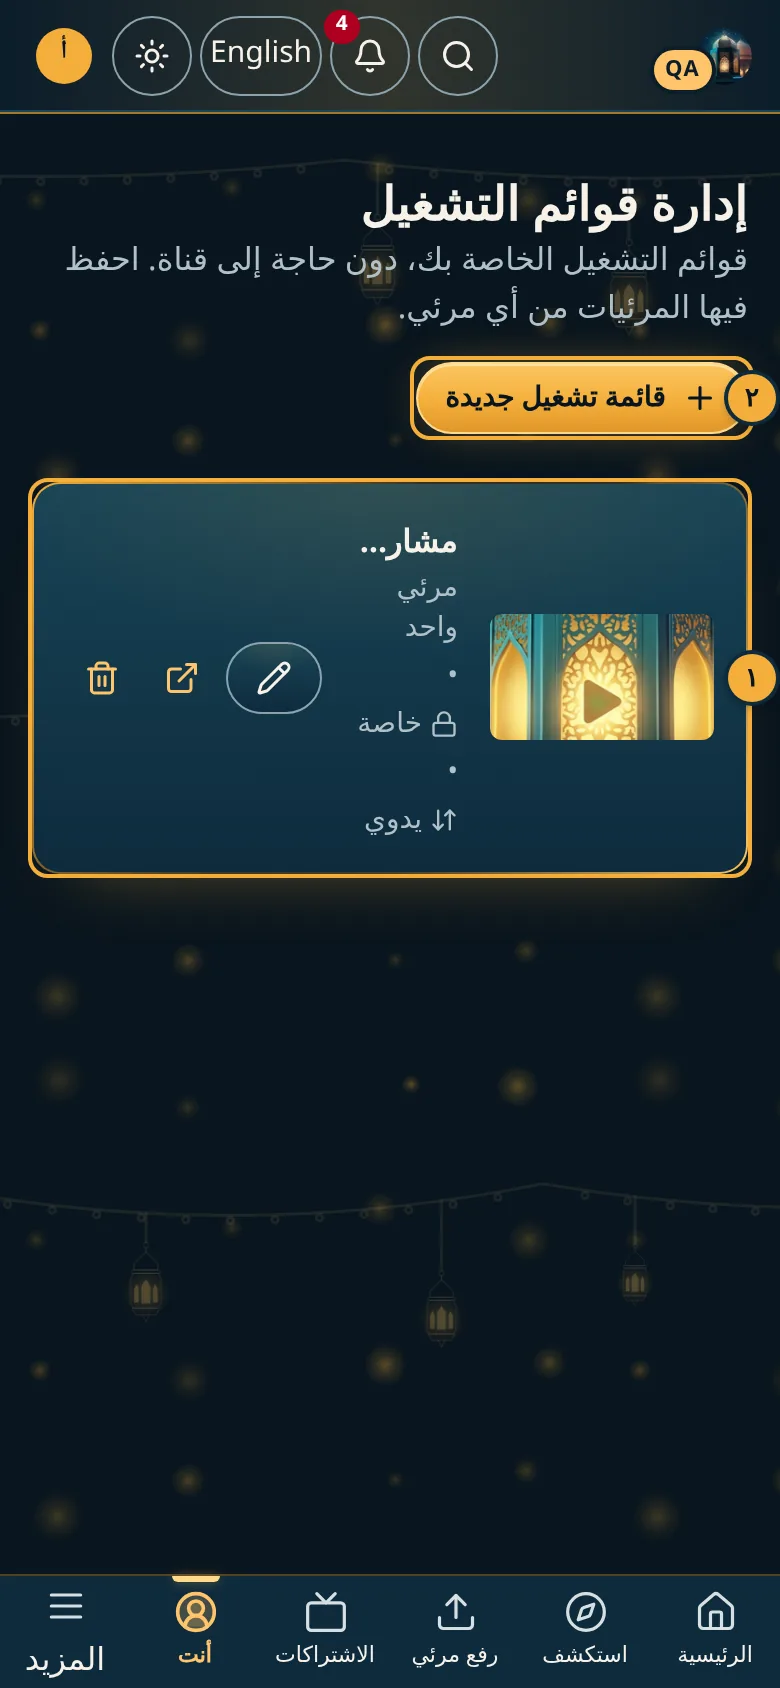 QA
4
English
أ
إدارة قوائم التشغيل
قوائم التشغيل الخاصة بك، دون حاجة إلى قناة. احفظ
فيها المرئيات من أي مرئي.
٢
قائمة تشغيل جديدة
١
مشار...
مرئي
واحد
•
خاصة
•
يدوي
الرئيسية
استكشف
رفع مرئي
الاشتراكات
أنت
المزيد